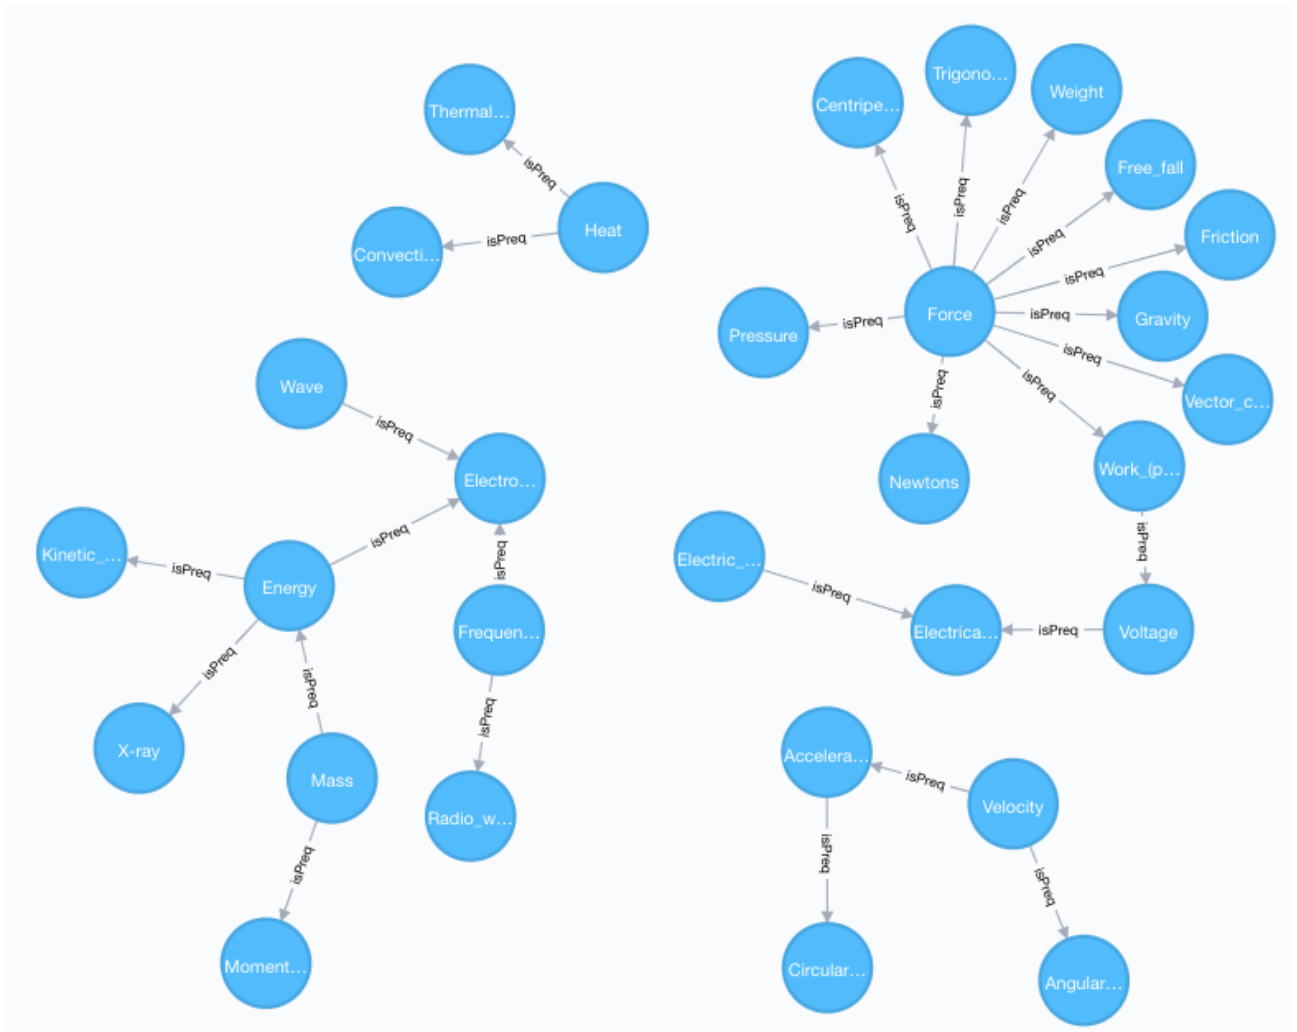 Thermal...
isPreq
Heat
isPreq
Convecti...
Centripe...
Trigono...
Weight
Free_fall
Friction
Gravity
Vector_c...
Work_(p...
Newtons
Pressure
Force
isPreq
isPreq
isPreq
isPreq
isPreq
isPreq
isPreq
isPreq
isPreq
isPreq
Wave
isPreq
Electro...
isPreq
isPreq
Kinetic_...
isPreq
Energy
Frequen...
isPreq
isPreq
isPreq
X-ray
Mass
Radio_w...
isPreq
Moment...
Electric_...
isPreq
isPreq
Electrica...
isPreq
Voltage
Accelera...
isPreq
Velocity
isPreq
isPreq
Circular...
Angular...